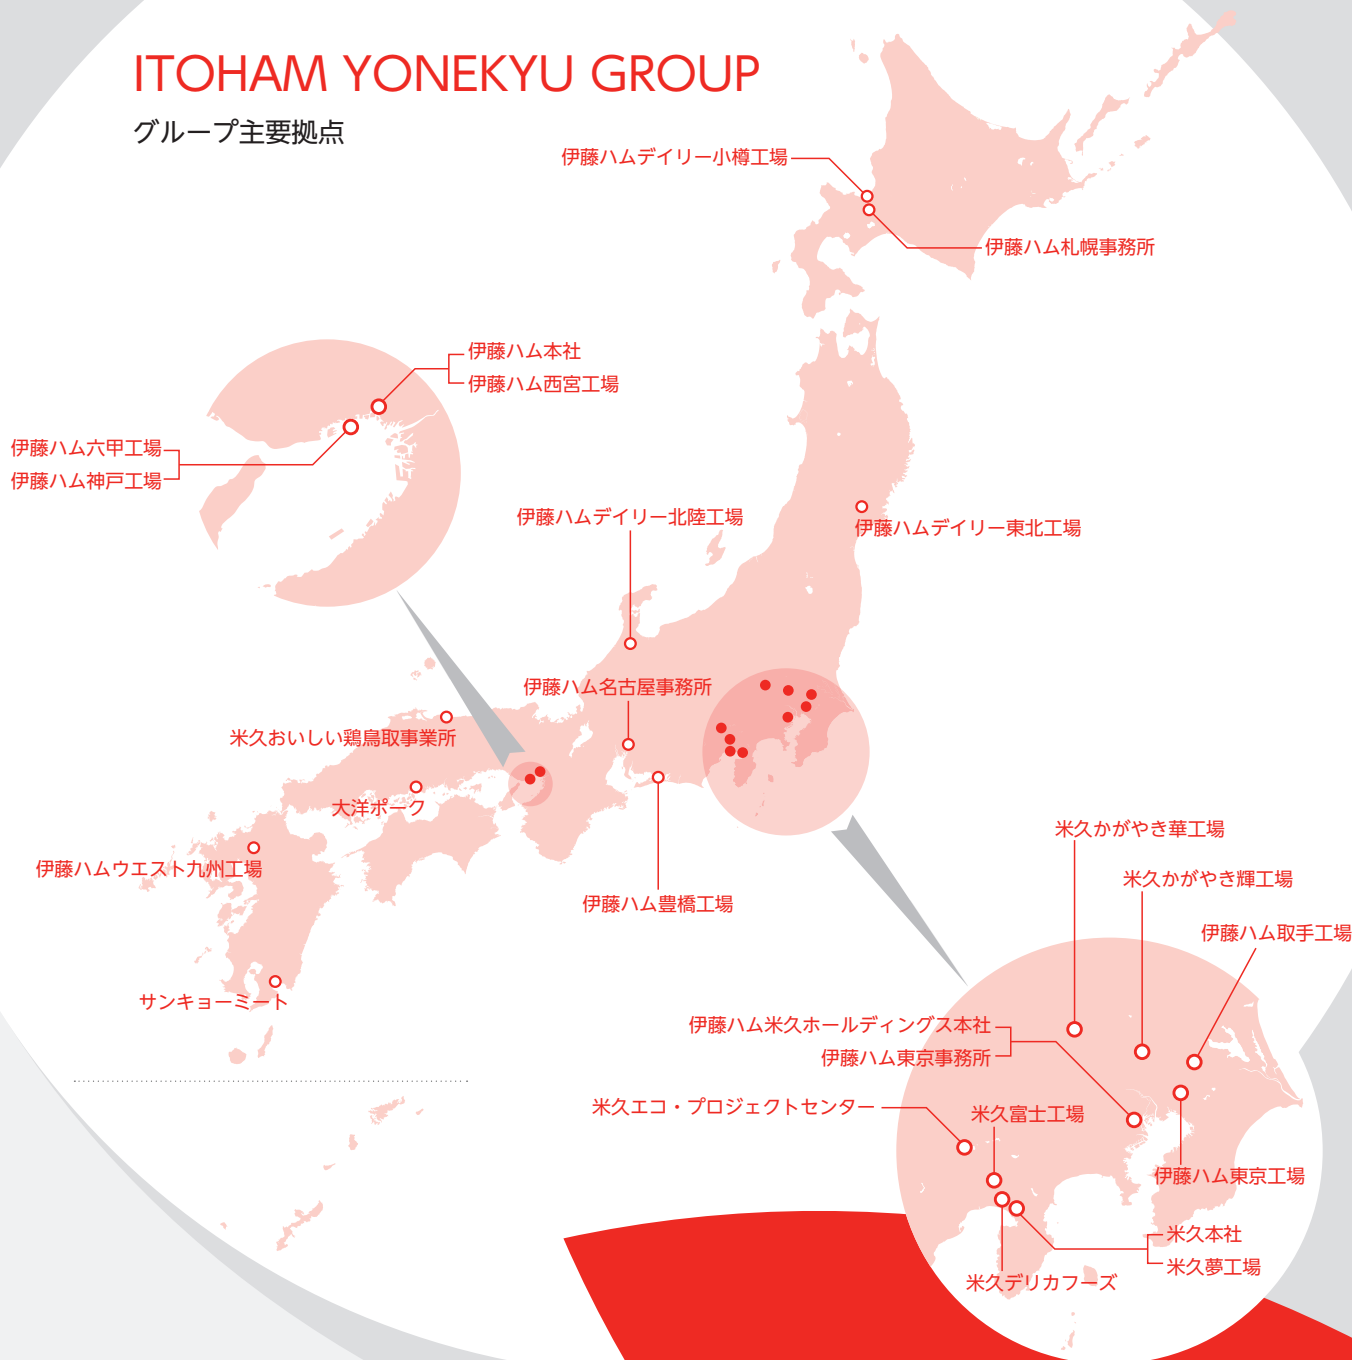 ITOHAM YONEKYU GROUP
グループ主要拠点
伊藤ハムデイリー小樽工場
伊藤ハム札幌事務所
伊藤ハム本社
伊藤ハム西宮工場
伊藤ハム六甲工場
伊藤ハム神戸工場
伊藤ハムデイリー北陸工場
伊藤ハムデイリー東北工場
伊藤ハム名古屋事務所
米久おいしい鶏鳥取事業所
大洋ポーク
伊藤ハムウエスト九州工場
伊藤ハム豊橋工場
サンキョーミート
米久かがやき華工場
米久かがやき輝工場
伊藤ハム取手工場
伊藤ハム米久ホールディングス本社
伊藤ハム東京事務所
米久エコ・プロジェクトセンター
米久富士工場
伊藤ハム東京工場
米久本社
米久夢工場
米久デリカフーズ